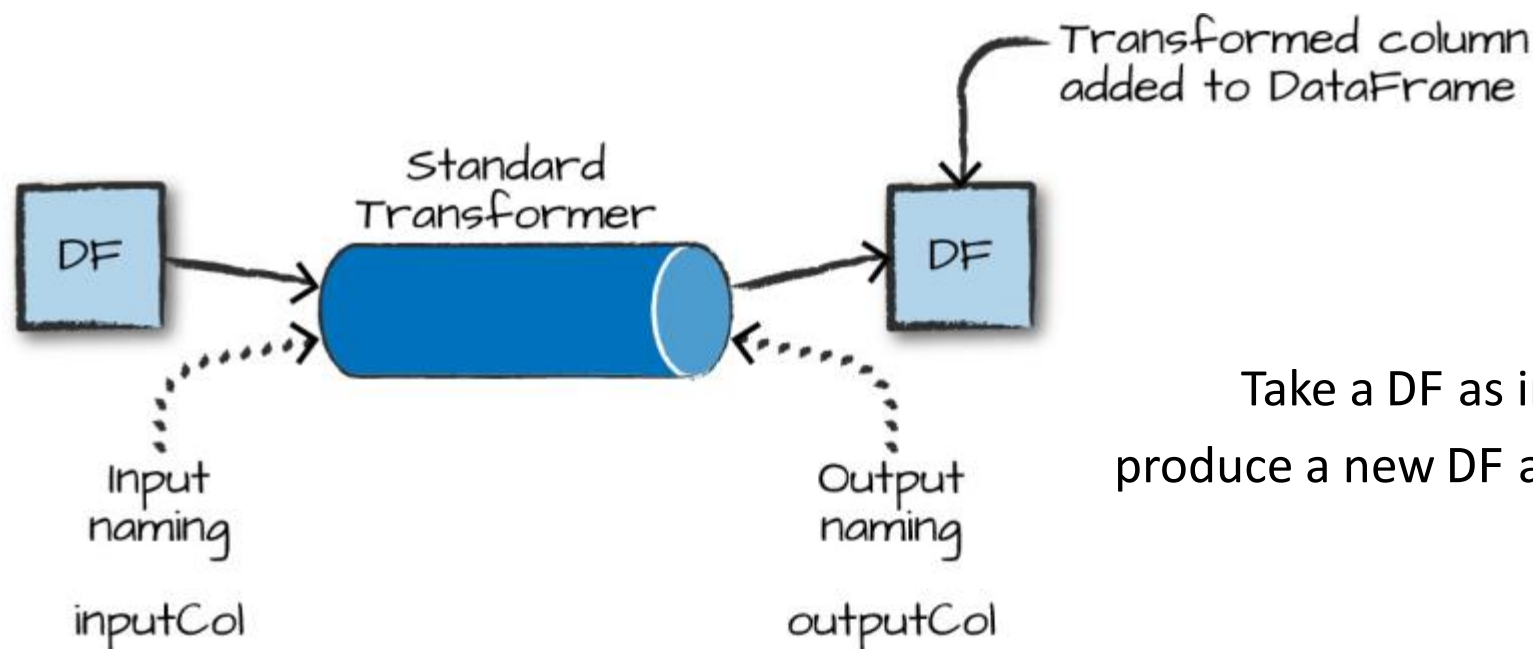 Transformed column
added to DataFrame
Standard
Transformer
DF
DF
Take a DF as
produce a new DF
Input
naming
Output
naming
inputCol
outputCol